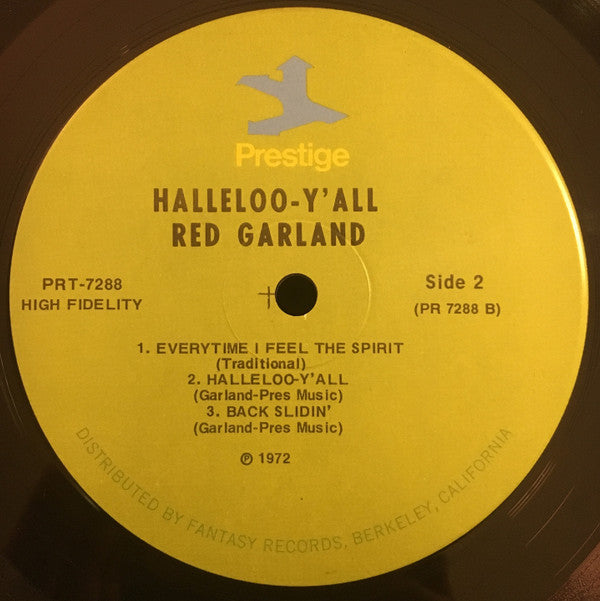 Prestige
HALLELOO-Y'ALL
RED GARLAND
PRT-7288
HIGH FIDELITY
Side 2
(PR 7288 B)
1. EVERYTIME I FEEL THE SPIRIT
(Traditional)
2. HALLELOO-Y'ALL
(Garland-Pres Music)
3. BACK SLIDIN'
(Garland-Pres Music)
℗ 1972
DISTRIBUTED BY FANTASY RECORDS, BERKELEY, CALIFORNIA